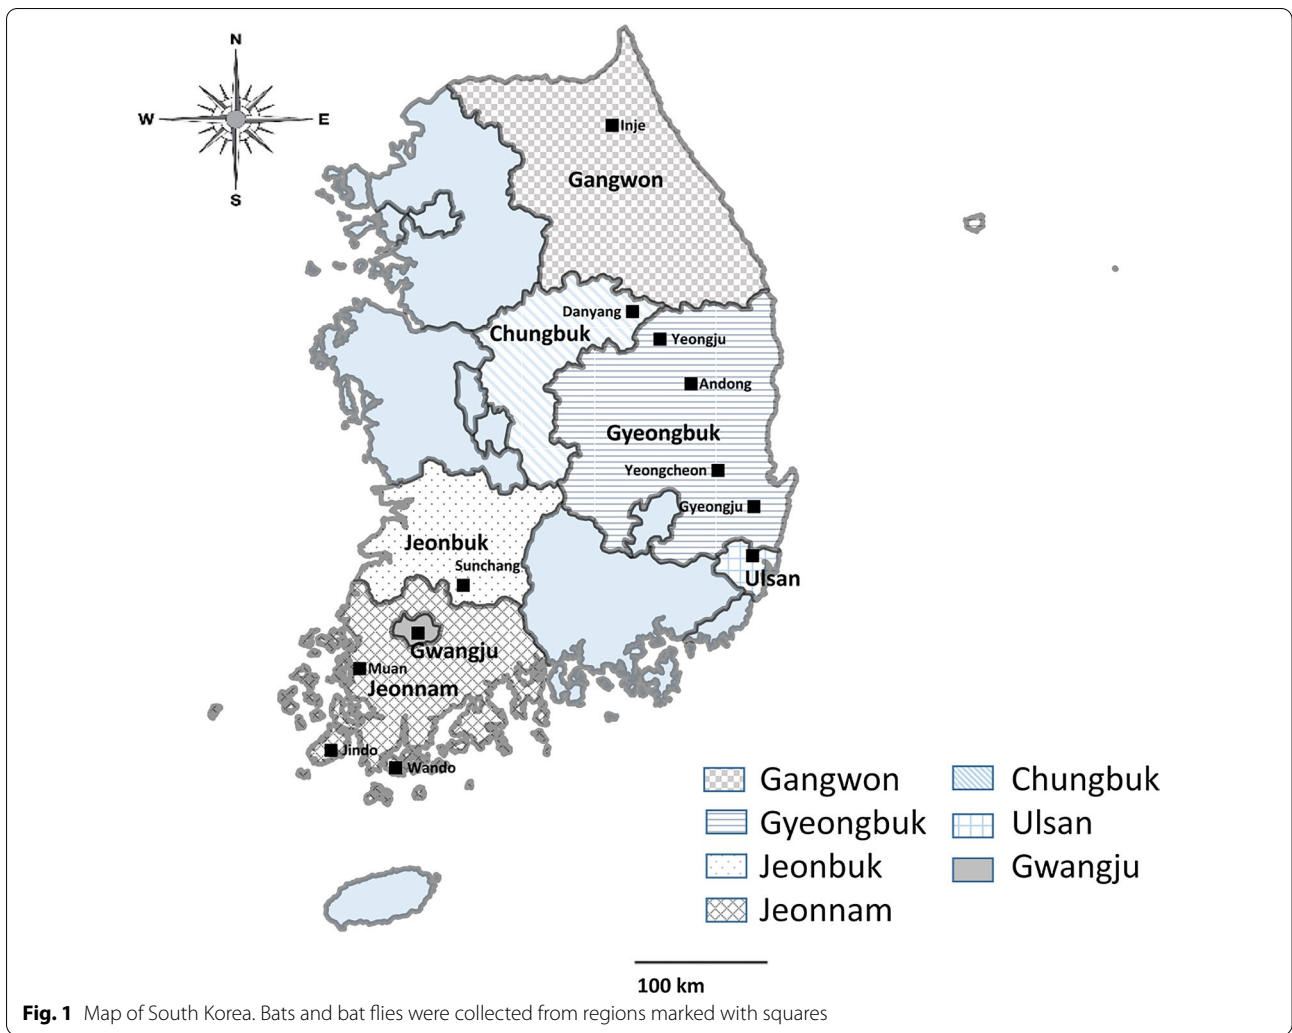 N
W E
S
Inje
Gangwon
Danyang
Chungbuk
Yeongju
Andong
Gyeongbuk
Yeongcheon
Gyeongju
Jeonbuk
Sunchang
Ulsan
Gwangju
Muan
Jeonnam
Jindo
Wando
Gangwon Chungbuk
Gyeongbuk Ulsan
Jeonbuk Gwangju
Jeonnam
100 km
Fig. 1 Map of South Korea. Bats and bat flies were collected from regions marked with squares